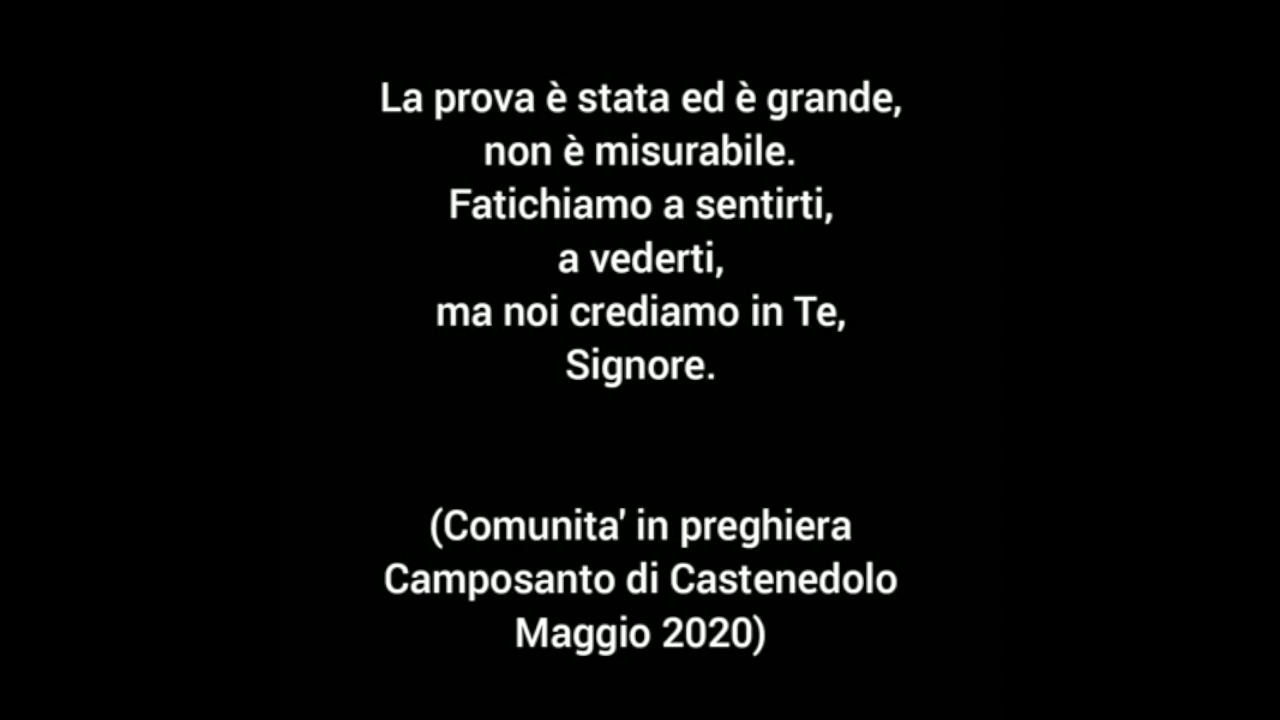 La prova è stata ed è grande,
non è misurabile.
Fatichiamo a sentirti,
a vederti,
ma noi crediamo in Te,
Signore.
(Comunita' in preghiera
Camposanto di Castenedolo
Maggio 2020)